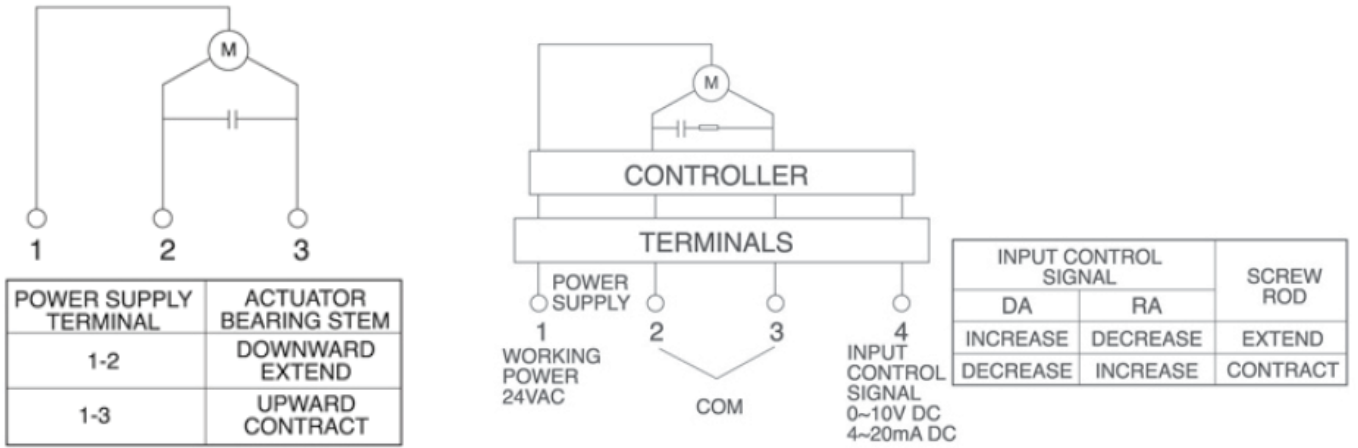 M
1
2
3
POWER SUPPLY
TERMINAL
ACTUATOR
BEARING STEM
1-2
DOWNWARD
EXTEND
1-3
UPWARD
CONTRACT
M
CONTROLLER
TERMINALS
POWER
SUPPLY
1
2
3
4
WORKING
POWER
24VAC
COM
INPUT
CONTROL
SIGNAL
0~10V DC
4~20mA DC
INPUT CONTROL
SIGNAL
SCREW
ROD
DA
RA
INCREASE
DECREASE
EXTEND
DECREASE
INCREASE
CONTRACT